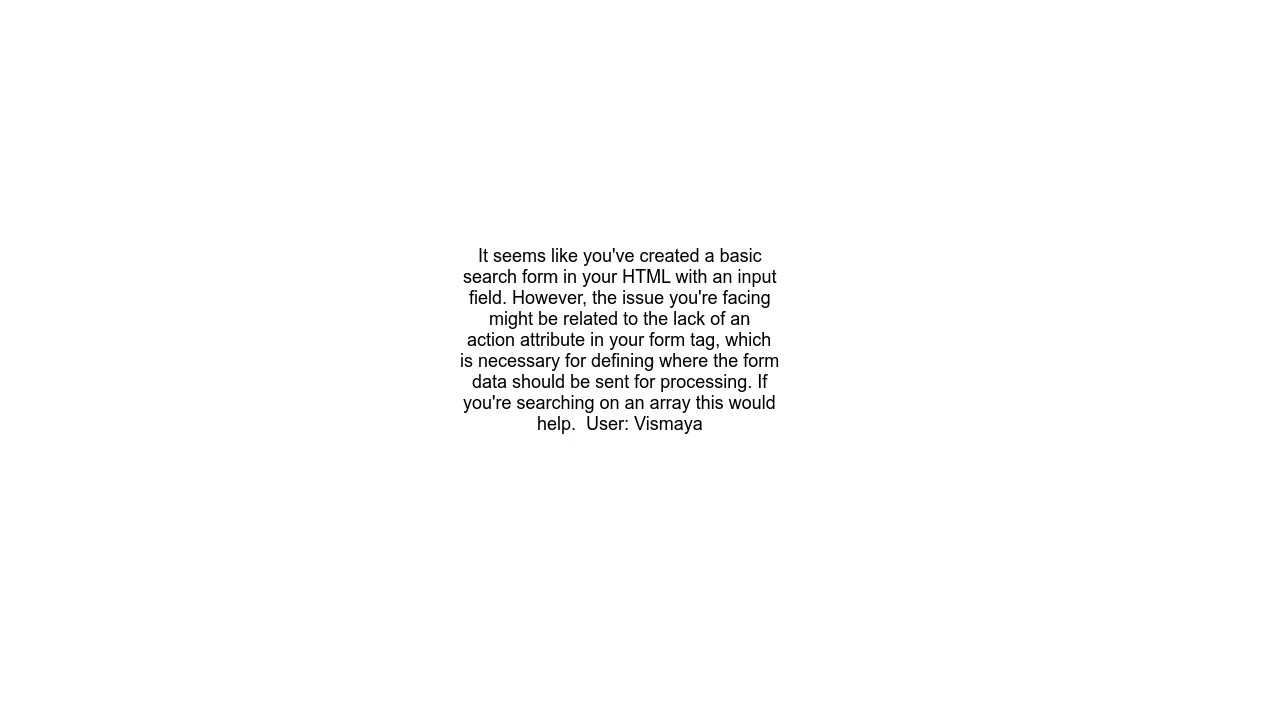 It seems like you've created a basic
search form in your HTML with an input
field. However, the issue you're facing
might be related to the lack of an
action attribute in your form tag, which
is necessary for defining where the form
data should be sent for processing. If
you're searching on an array this would
help.  User: Vismaya